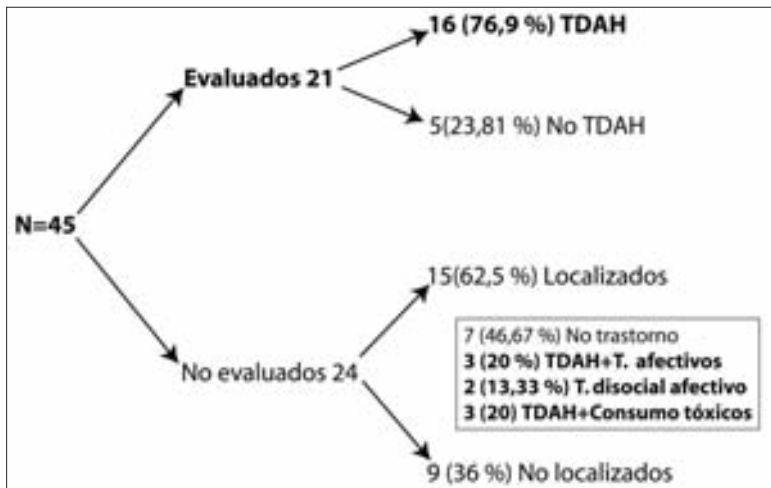 16 (76,9 %) TDAH
Evaluados 21
5(23,81 %) No TDAH
N=45
15(62,5 %) Localizados
7 (46,67 %) No trastorno
3 (20 %) TDAH+T. afectivos
2 (13,33 %) T. disocial afectivo
3 (20) TDAH+Consumo tóxicos
No evaluados 24
9 (36 %) No localizados